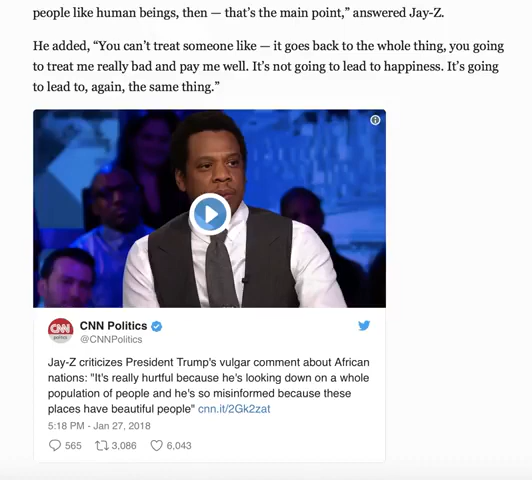 people like human beings, then — that’s the main point,” answered Jay-Z.
He added, “You can’t treat someone like — it goes back to the whole thing, you going
to treat me really bad and pay me well. It’s not going to lead to happiness. It’s going
to lead to, again, the same thing.”
CNN
politics
CNN Politics
@CNNPolitics
Jay-Z criticizes President Trump's vulgar comment about African
nations: "It's really hurtful because he's looking down on a whole
population of people and he's so misinformed because these
places have beautiful people" cnn.it/2Gk2zat
5:18 PM - Jan 27, 2018
565 3,086 6,043